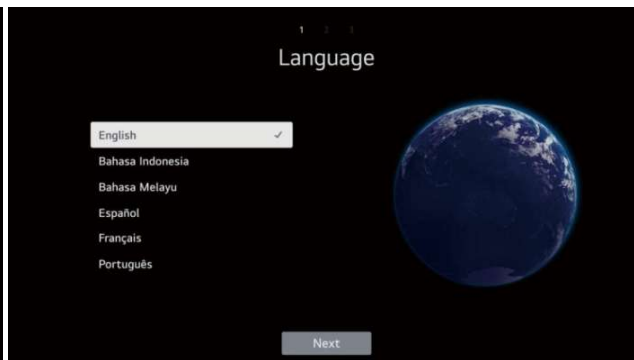 1 2 3
Language
English ✓
Bahasa Indonesia
Bahasa Melayu
Español
Français
Português
Next